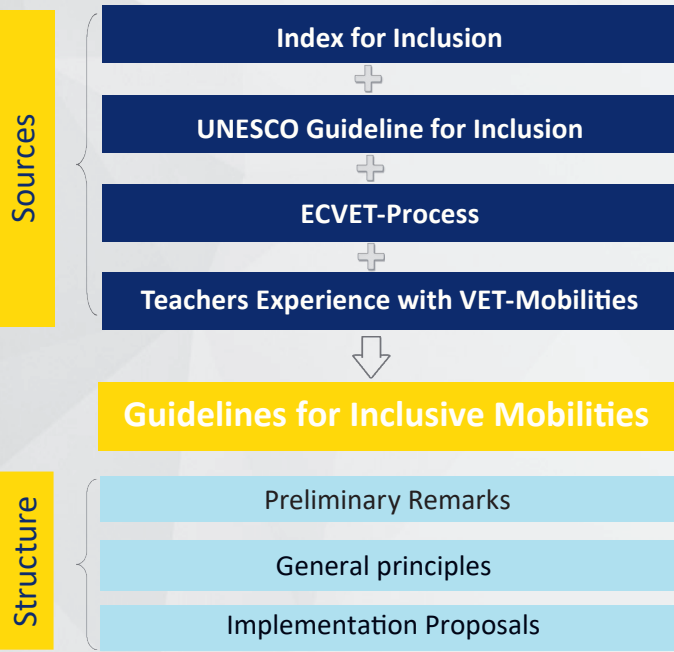 Sources
Index for Inclusion
UNESCO Guideline for Inclusion
ECVET-Process
Teachers Experience with VET-Mobilities
Guidelines for Inclusive Mobilities
Structure
Preliminary Remarks
General principles
Implementation Proposals